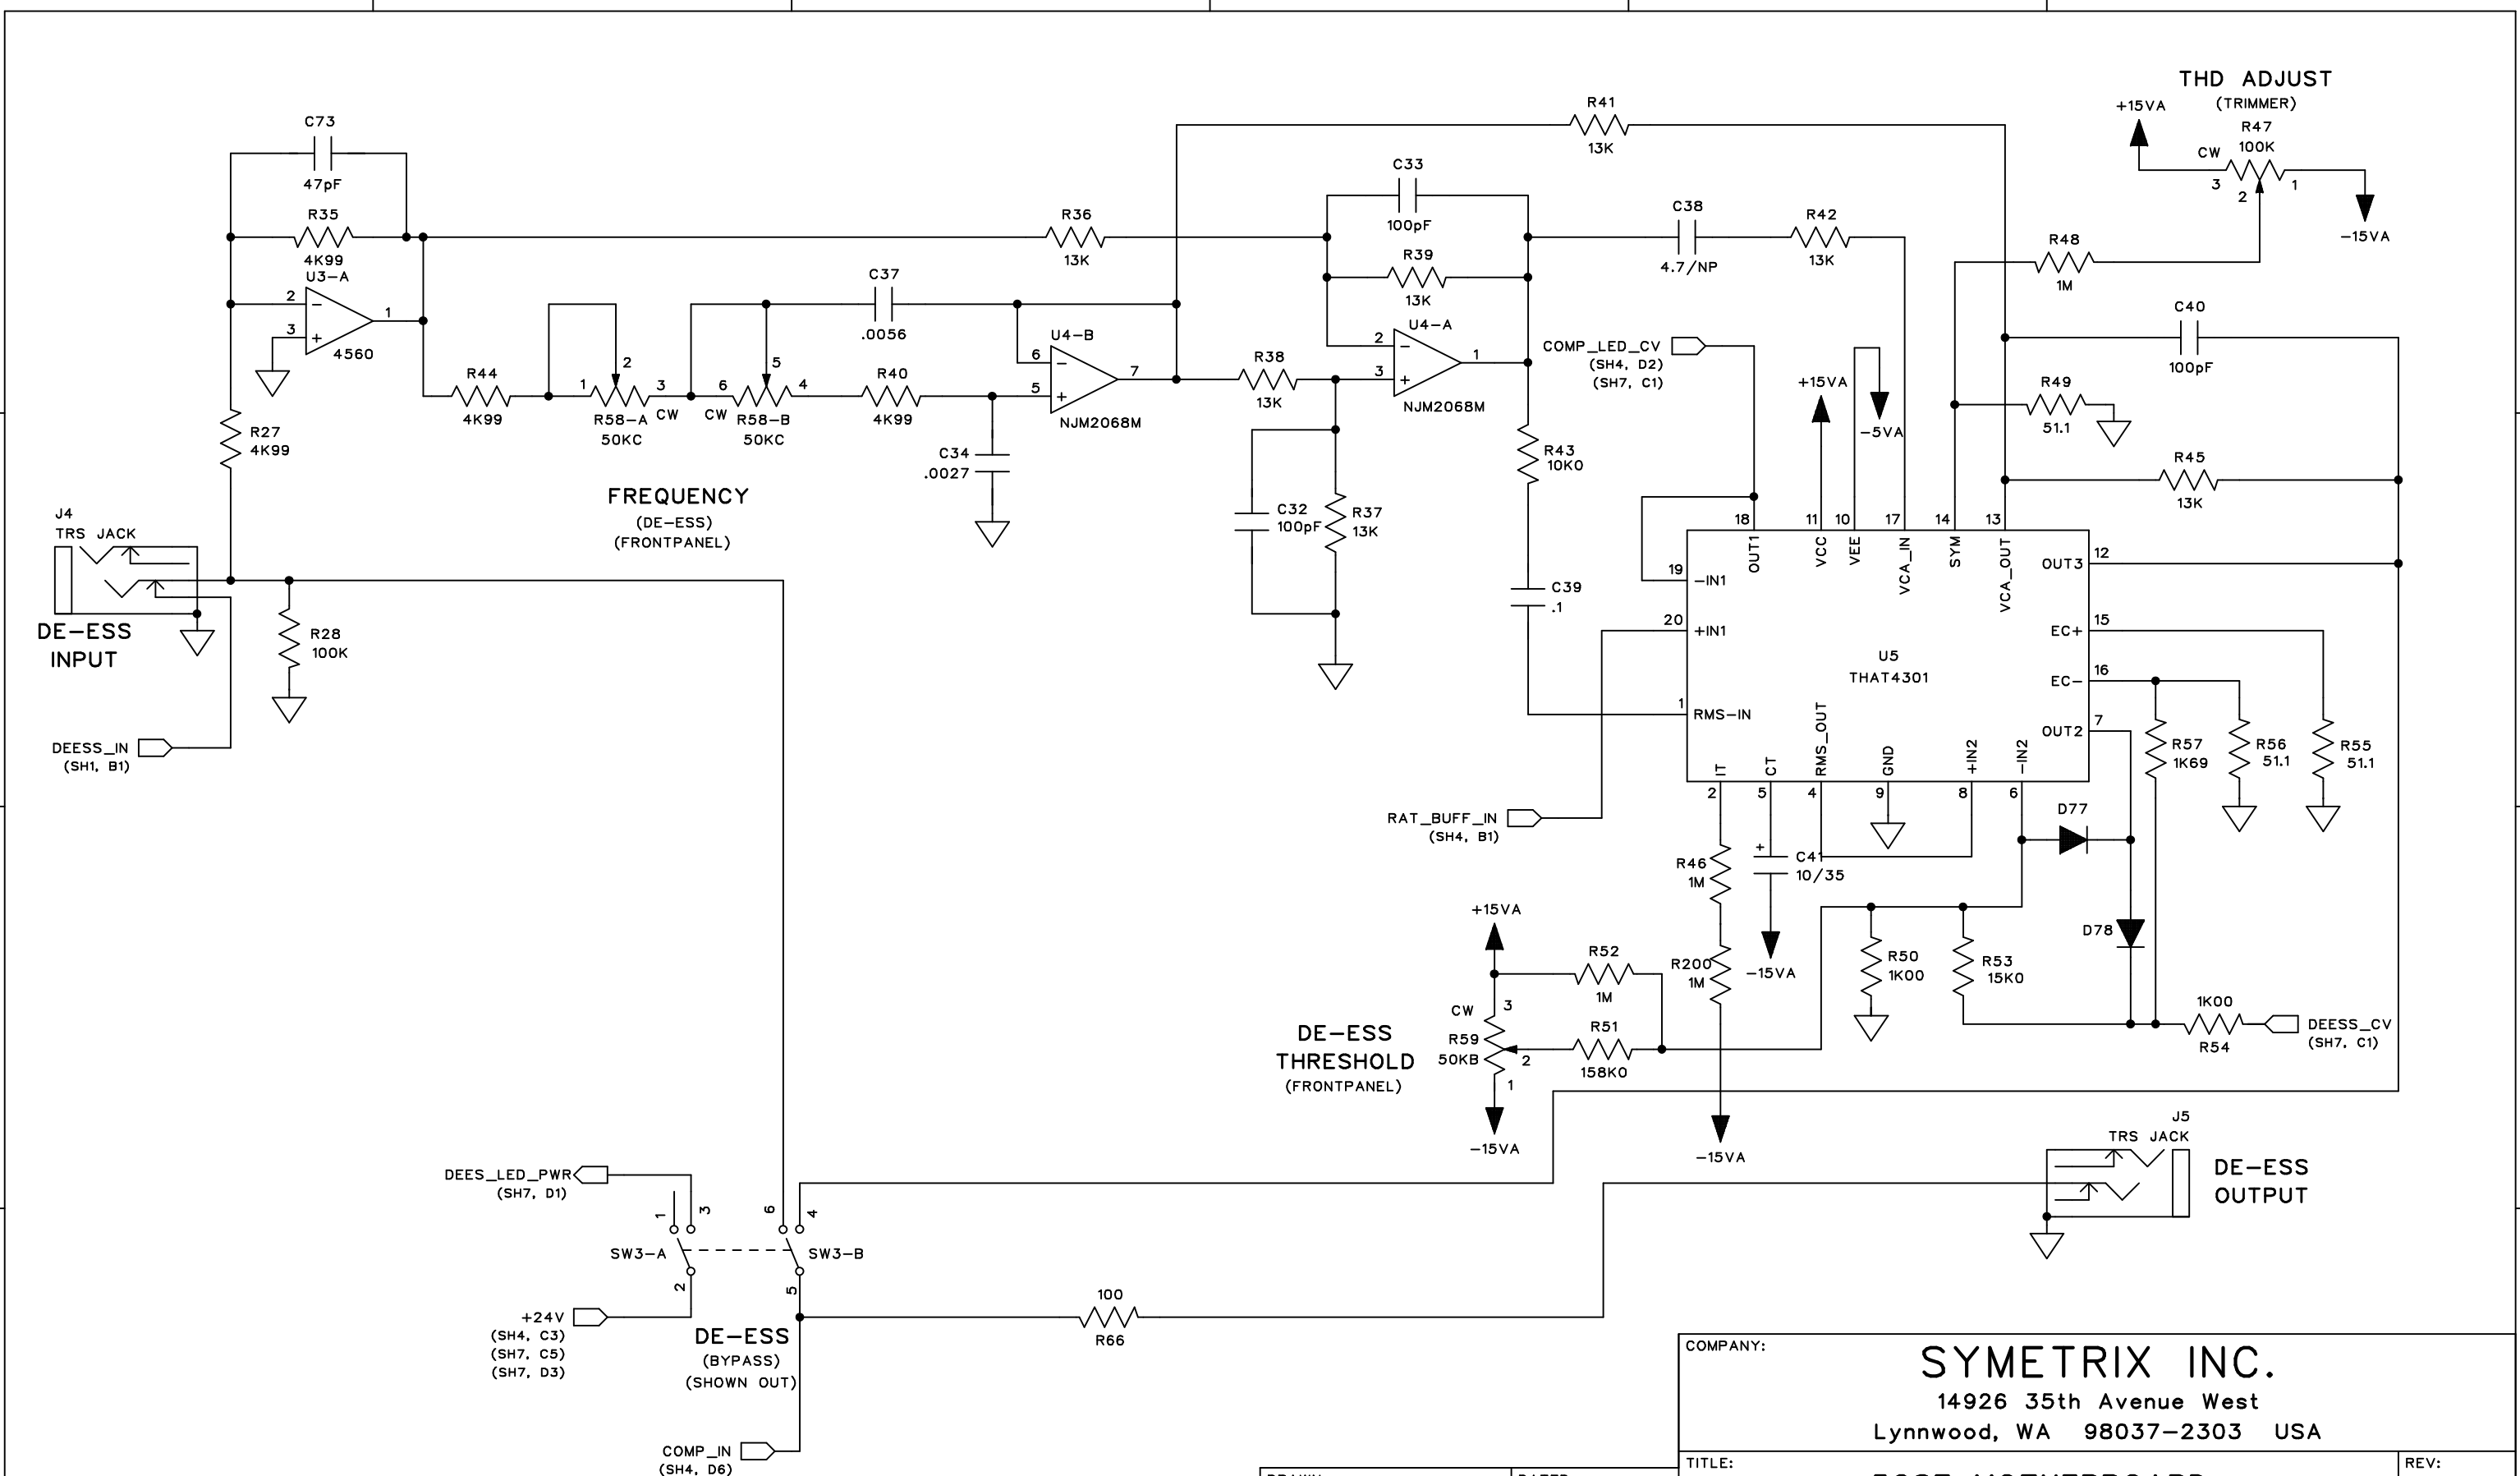 THD ADJUST
(TRIMMER)
+15VA
R47
100K
CW
3
2
1
-15VA
R41
13K
C73
47pF
R35
4K99
U3-A
2
3
1
4560
R36
13K
C33
100pF
R39
13K
C38
4.7/NP
R42
13K
R48
1M
C37
.0056
U4-B
6
5
7
NJM2068M
U4-A
2
3
1
NJM2068M
R38
13K
COMP_LED_CV
(SH4, D2)
(SH7, C1)
+15VA
-5VA
C40
100pF
R49
51.1
R45
13K
R44
4K99
1
2
3
R58-A
50KC
CW
CW
6
5
4
R58-B
50KC
R40
4K99
C34
.0027
R27
4K99
R43
10K0
FREQUENCY
(DE-ESS)
(FRONTPANEL)
C32
100pF
R37
13K
C39
.1
J4
TRS JACK
DE-ESS
INPUT
R28
100K
DEESS_IN
(SH1, B1)
18
11
10
17
14
13
OUT1
VCC
VEE
VCA_IN
SYM
VCA_OUT
19
-IN1
20
+IN1
1
RMS-IN
U5
THAT4301
OUT3
12
EC+
15
EC-
16
OUT2
7
IT
CT
RMS_OUT
GND
+IN2
-IN2
2
5
4
9
8
6
R57
1K69
R56
51.1
R55
51.1
RAT_BUFF_IN
(SH4, B1)
D77
R46
1M
+
C41
10/35
-15VA
D78
R200
1M
R50
1K00
R53
15K0
+15VA
R52
1M
CW
3
R59
50KB
2
1
R51
158K0
-15VA
-15VA
DE-ESS
THRESHOLD
(FRONTPANEL)
1K00
R54
DEESS_CV
(SH7, C1)
J5
TRS JACK
DE-ESS
OUTPUT
DEES_LED_PWR
(SH7, D1)
1
3
6
4
SW3-A
SW3-B
2
5
+24V
(SH4, C3)
(SH7, C5)
(SH7, D3)
DE-ESS
(BYPASS)
(SHOWN OUT)
100
R66
COMP_IN
(SH4, D6)
COMPANY:
SYMETRIX INC.
14926 35th Avenue West
Lynnwood, WA 98037-2303 USA
TITLE:
REV: